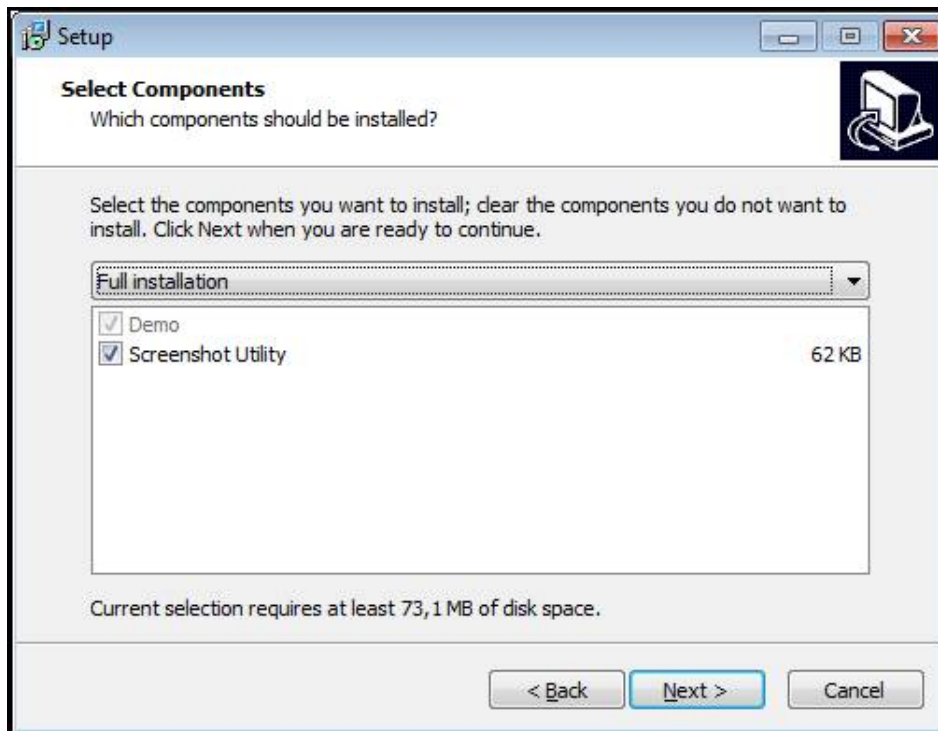 Setup
Select Components
Which components should be installed?
Select the components you want to install; clear the components you do not want to
install. Click Next when you are ready to continue.
Full installation
Demo
Screenshot Utility 62 KB
Current selection requires at least 73,1 MB of disk space.
< Back Next > Cancel